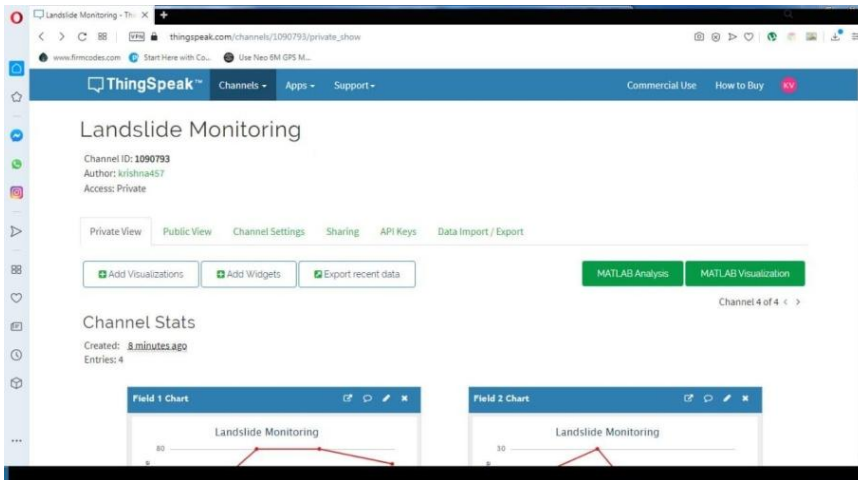 Landslide Monitoring - Thi
VPN
thingspeak.com/channels/1090793/private_show
www.firmcodes.com
Start Here with Co...
Use Neo 6M GPS M...
ThingSpeak™
Channels
Apps
Support
Commercial Use
How to Buy
KV
Landslide Monitoring
Channel ID: 1090793
Author: krishna457
Access: Private
Private View
Public View
Channel Settings
Sharing
API Keys
Data Import / Export
Add Visualizations
Add Widgets
Export recent data
MATLAB Analysis
MATLAB Visualization
Channel 4 of 4 < >
Channel Stats
Created: 8 minutes ago
Entries: 4
Field 1 Chart
Landslide Monitoring
80
Field 2 Chart
Landslide Monitoring